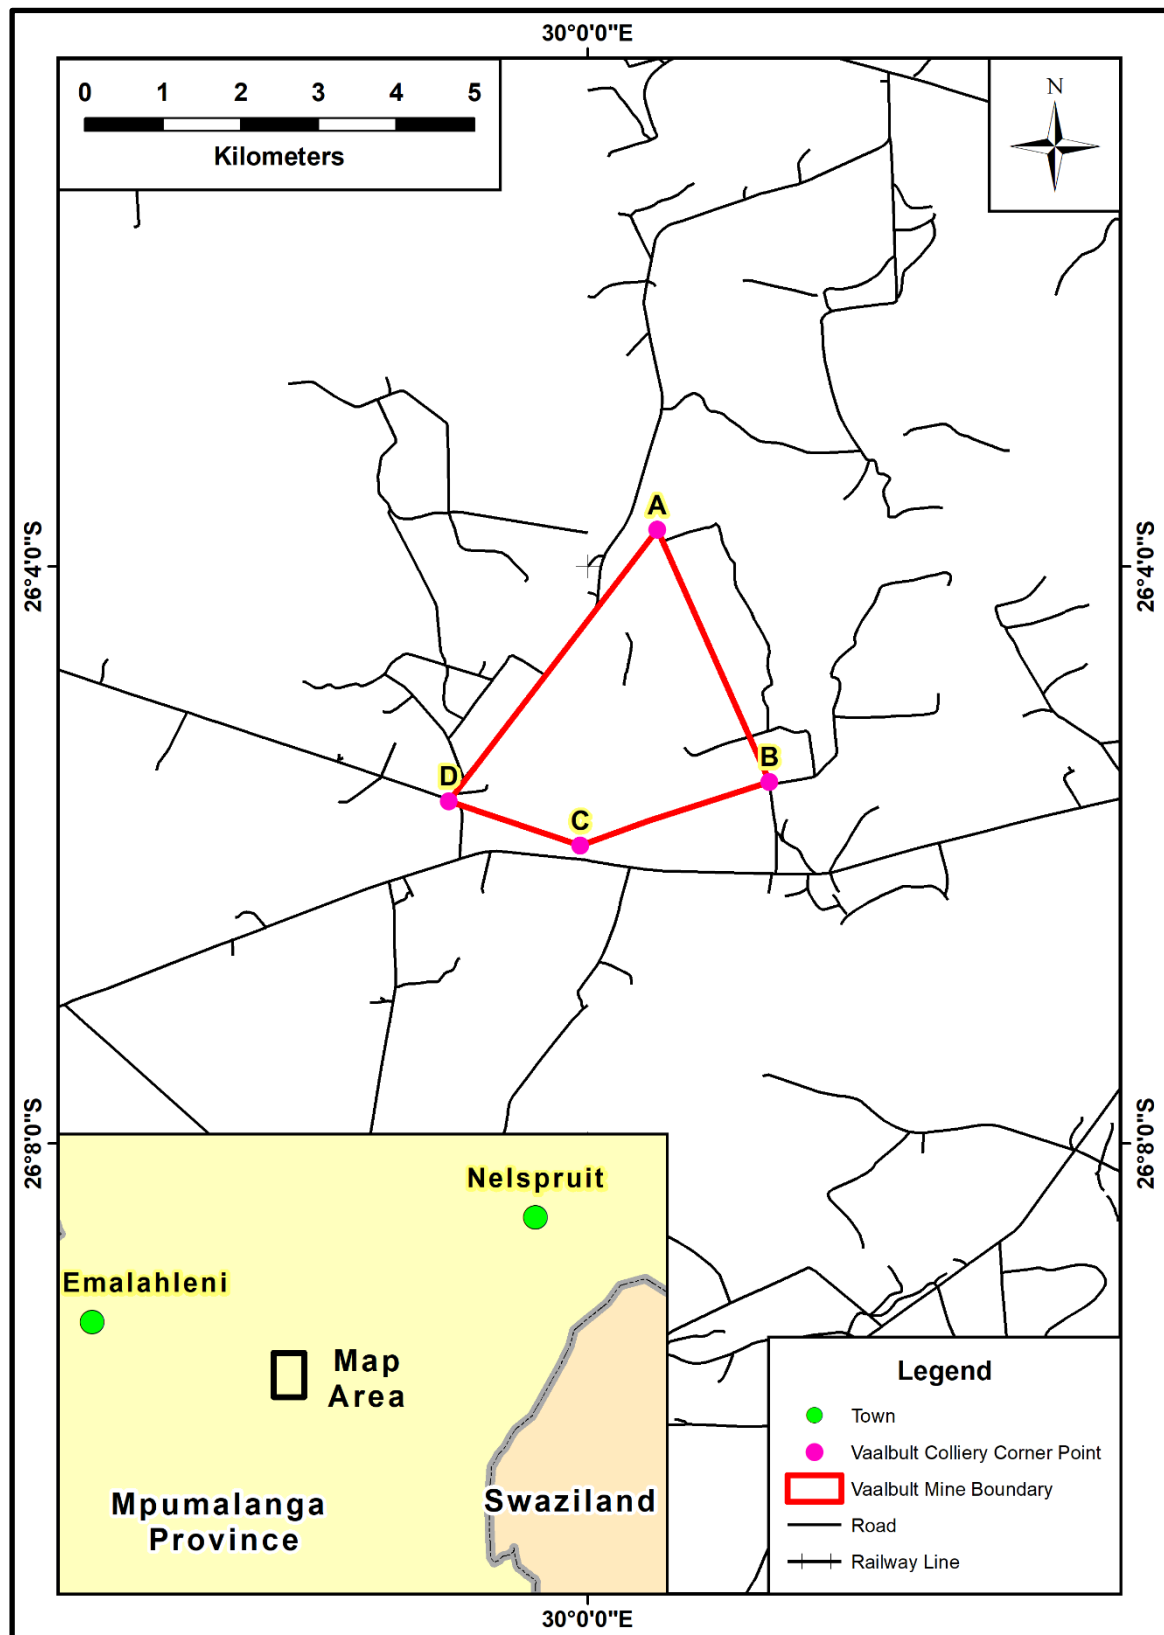 30°0'0"E
0 1 2 3 4 5
Kilometers
N
A
26°4'0"S
26°4'0"S
B
D
C
26°8'0"S
26°8'0"S
Nelspruit
Emalahleni
Map
Area
Swaziland
Mpumalanga
Province
Legend
Town
Vaalbult Colliery Corner Point
Vaalbult Mine Boundary
Road
Railway Line
30°0'0"E